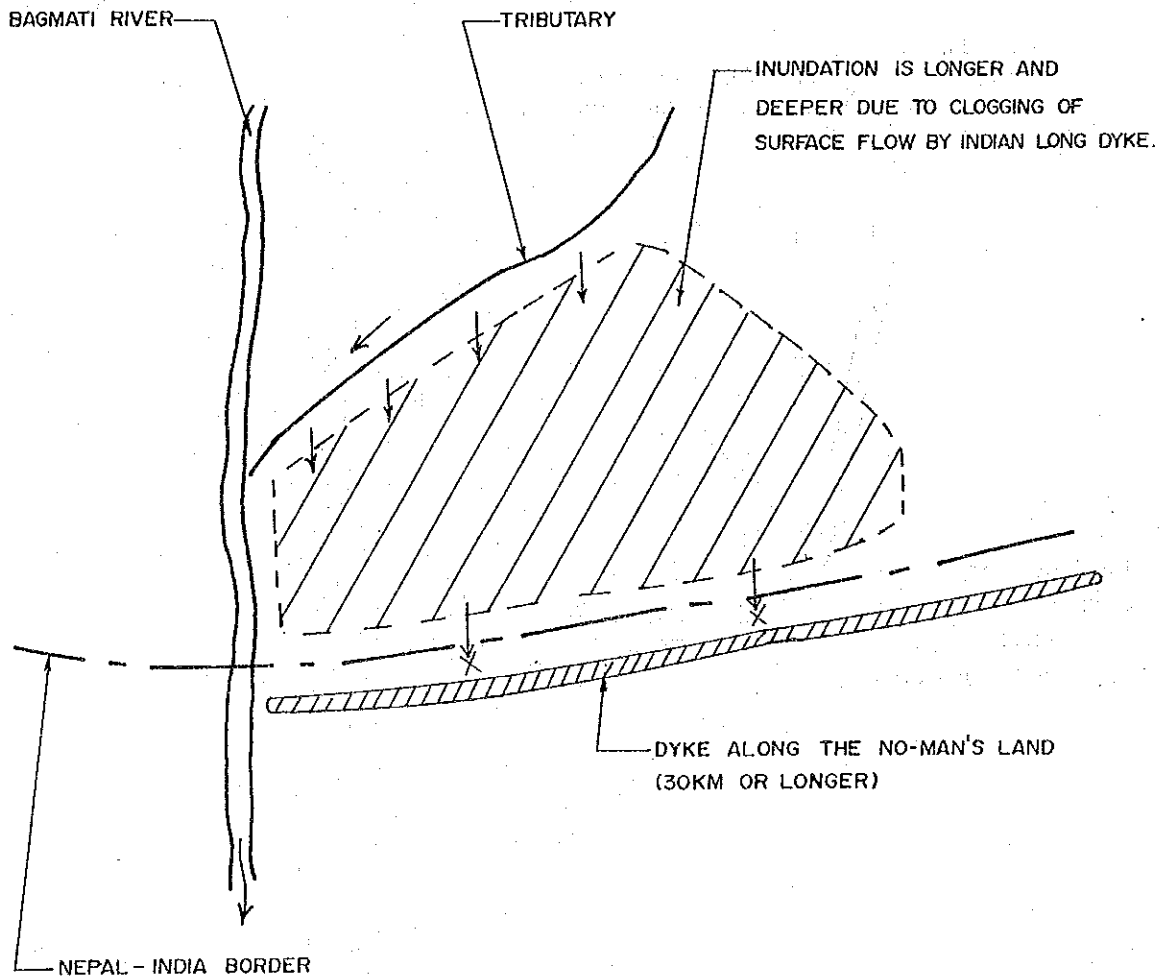 BAGMATI RIVER
TRIBUTARY
INUNDATION IS LONGER AND
DEEPER DUE TO CLOGGING OF
SURFACE FLOW BY INDIAN LONG DYKE.
DYKE ALONG THE NO-MAN'S LAND
(30KM OR LONGER)
NEPAL-INDIA BORDER